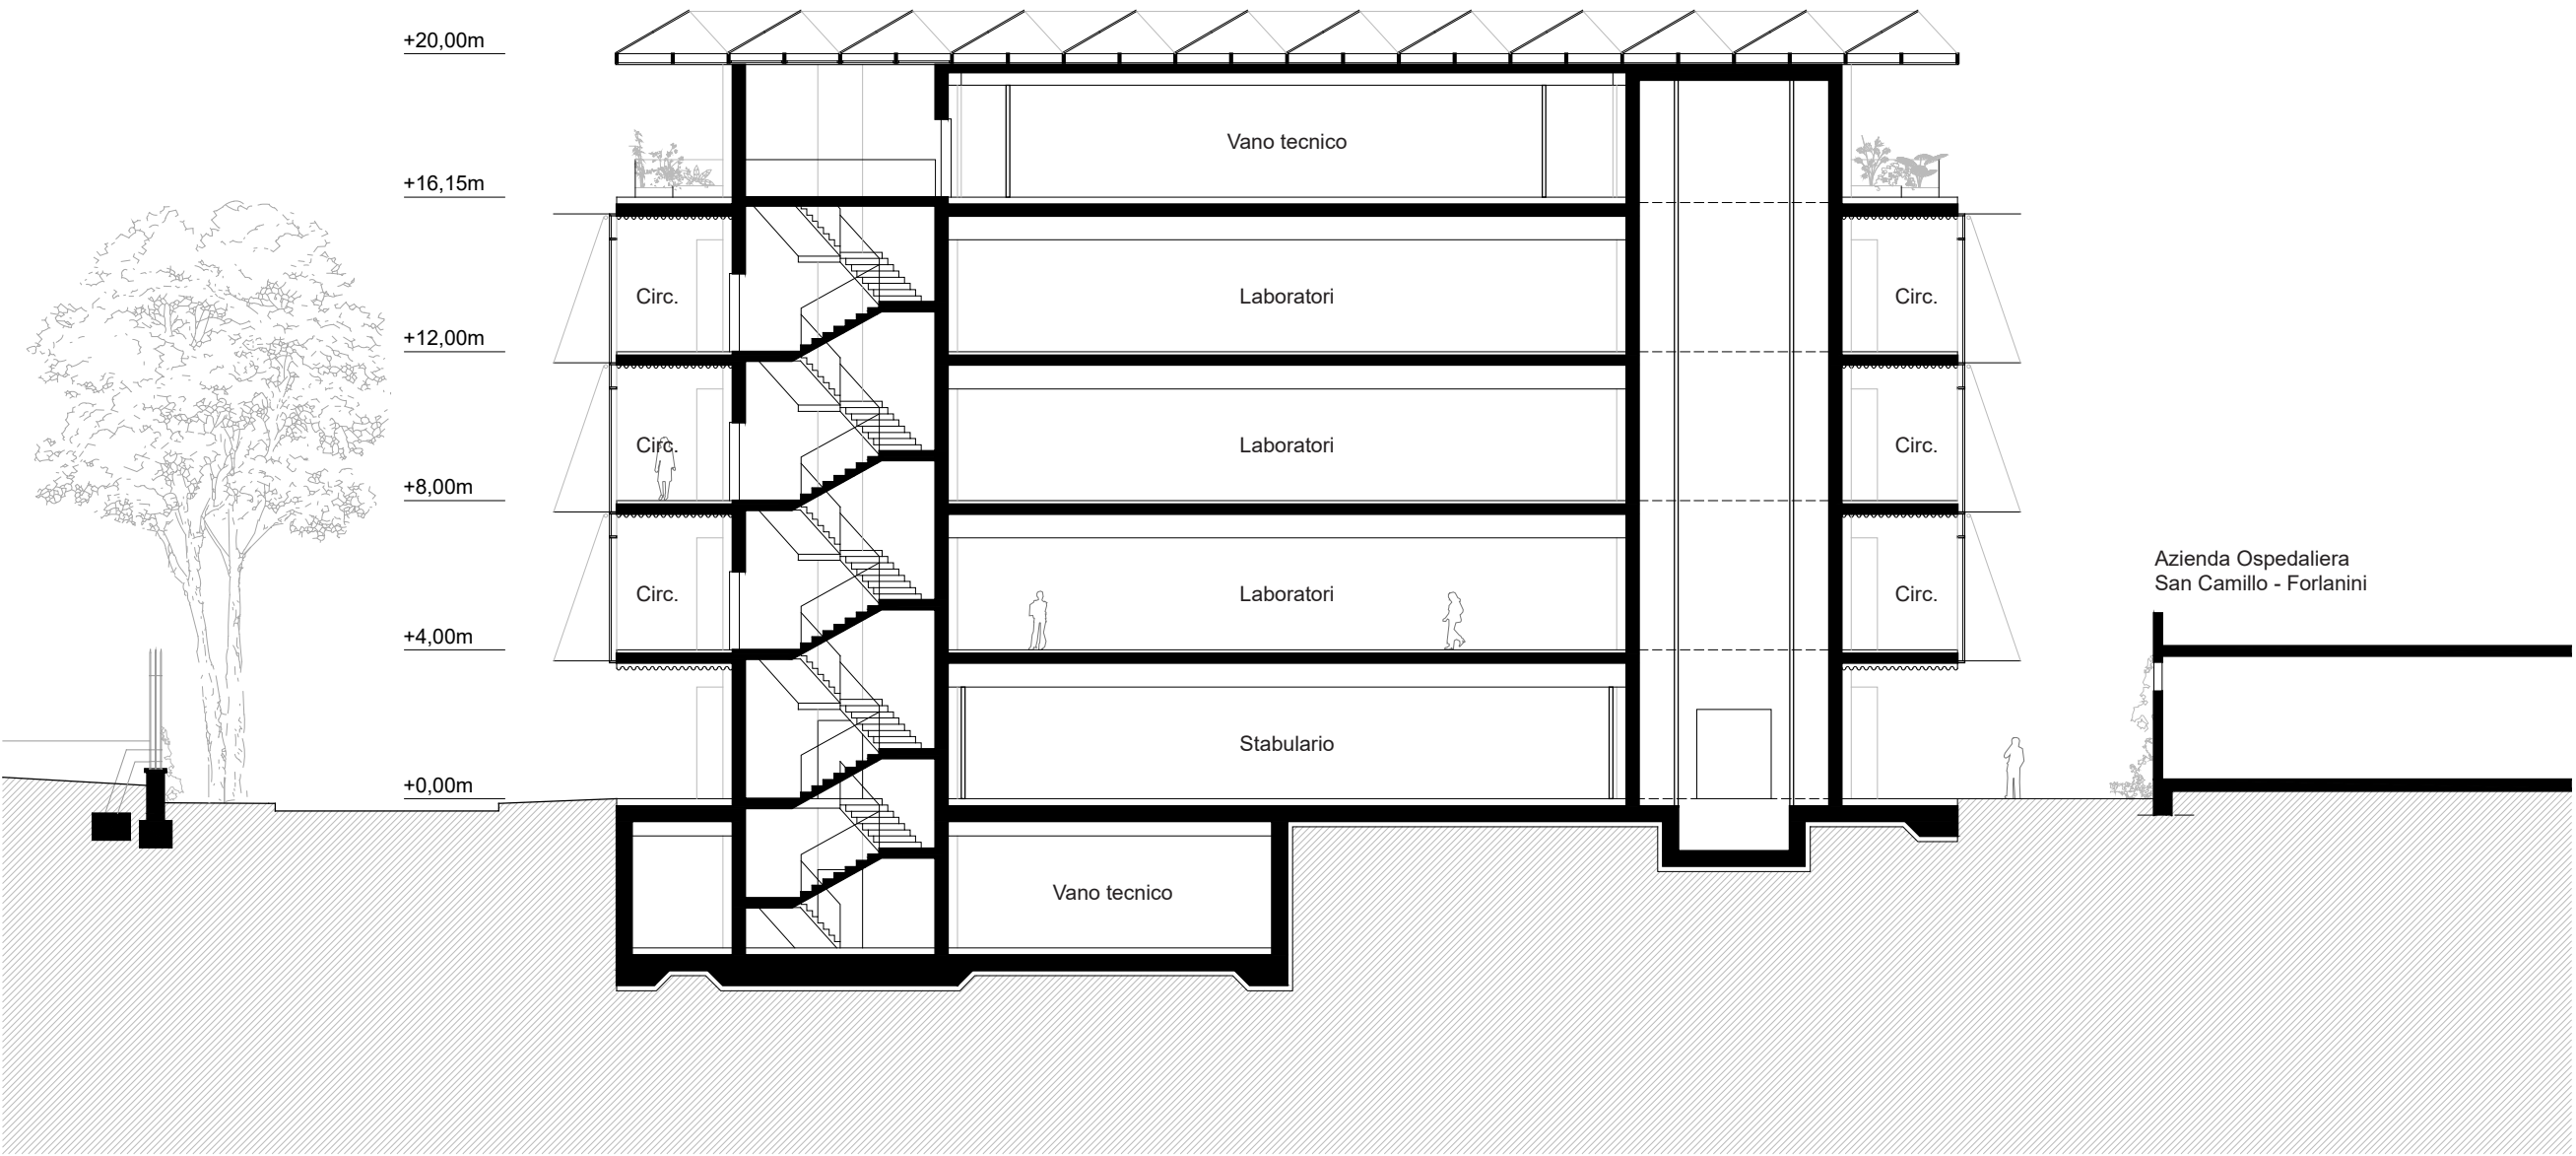 +20,00m
Vano tecnico
+16,15m
Circ.
Laboratori
Circ.
+12,00m
Circ.
Laboratori
Circ.
+8,00m
Azienda Ospedaliera
San Camillo - Forlanini
Circ.
Laboratori
Circ.
+4,00m
Stabulario
+0,00m
Vano tecnico